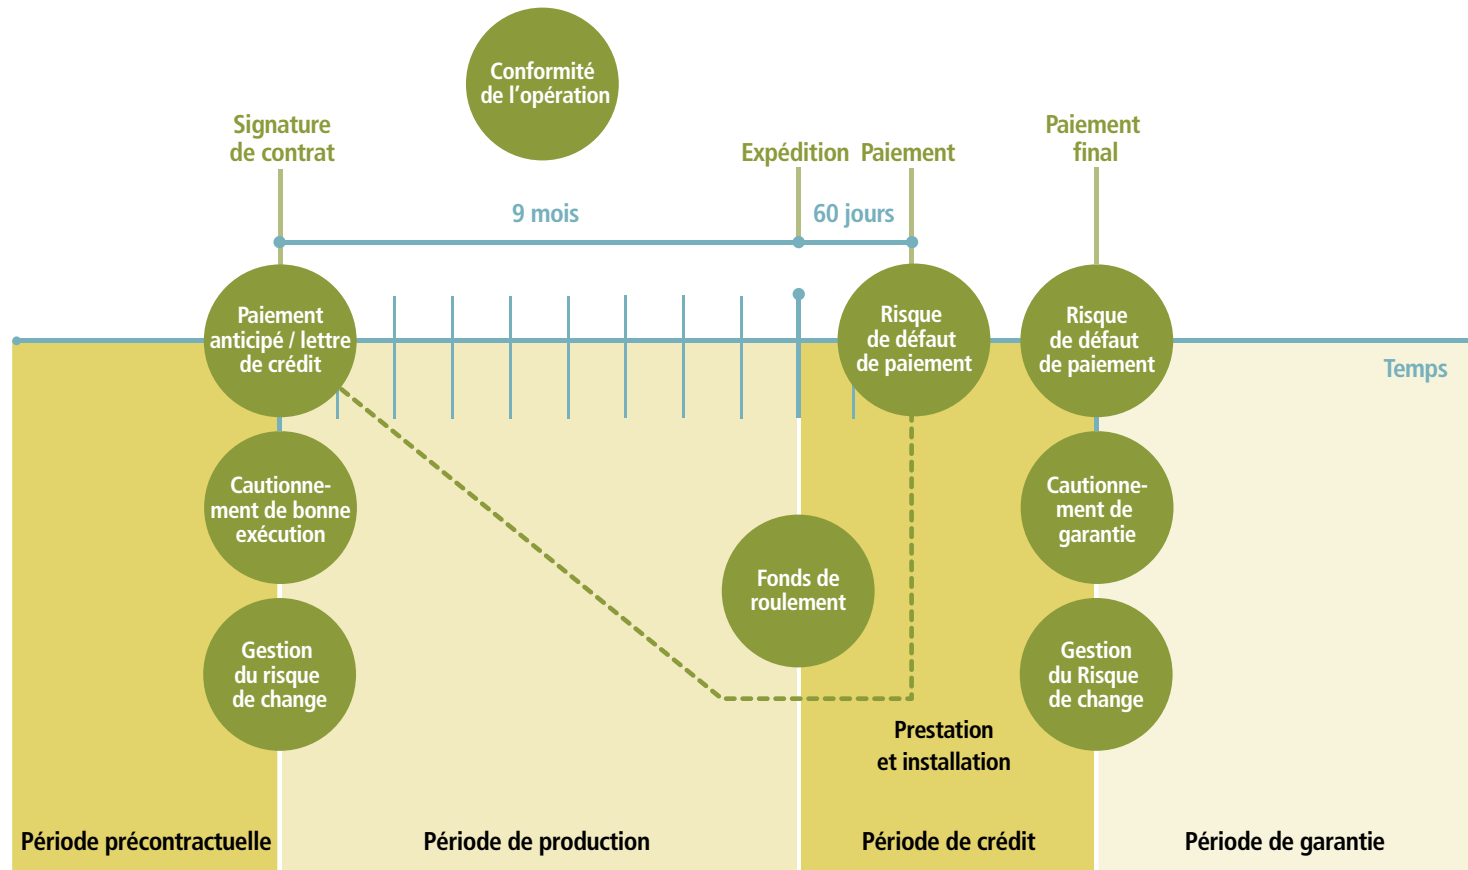 Conformité
de l'opération
Signature
de contrat
Expédition
Paiement
Paiement
final
9 mois
60 jours
Paiement
anticipé / lettre
de crédit
Risque
de défaut
de paiement
Risque
de défaut
de paiement
Temps
Cautionne-
ment de bonne
exécution
Cautionne-
ment de
garantie
Fonds de
roulement
Gestion
du risque
de change
Gestion
du Risque
de change
Prestation
et installation
Période précontractuelle
Période de production
Période de crédit
Période de garantie